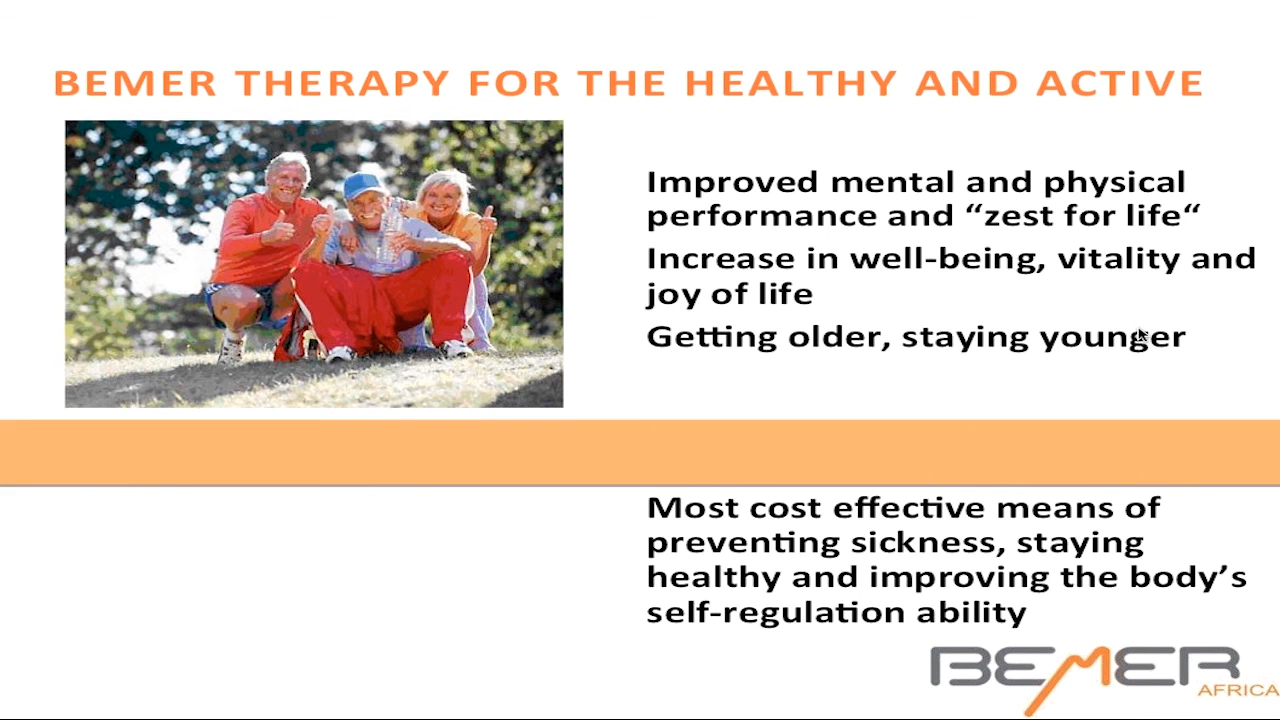 BEMER THERAPY FOR THE HEALTHY AND ACTIVE
Improved mental and physical
performance and “zest for life“
Increase in well-being, vitality and
joy of life
Getting older, staying younger
Most cost effective means of
preventing sickness, staying
healthy and improving the body’s
self-regulation ability
BEMER
AFRICA